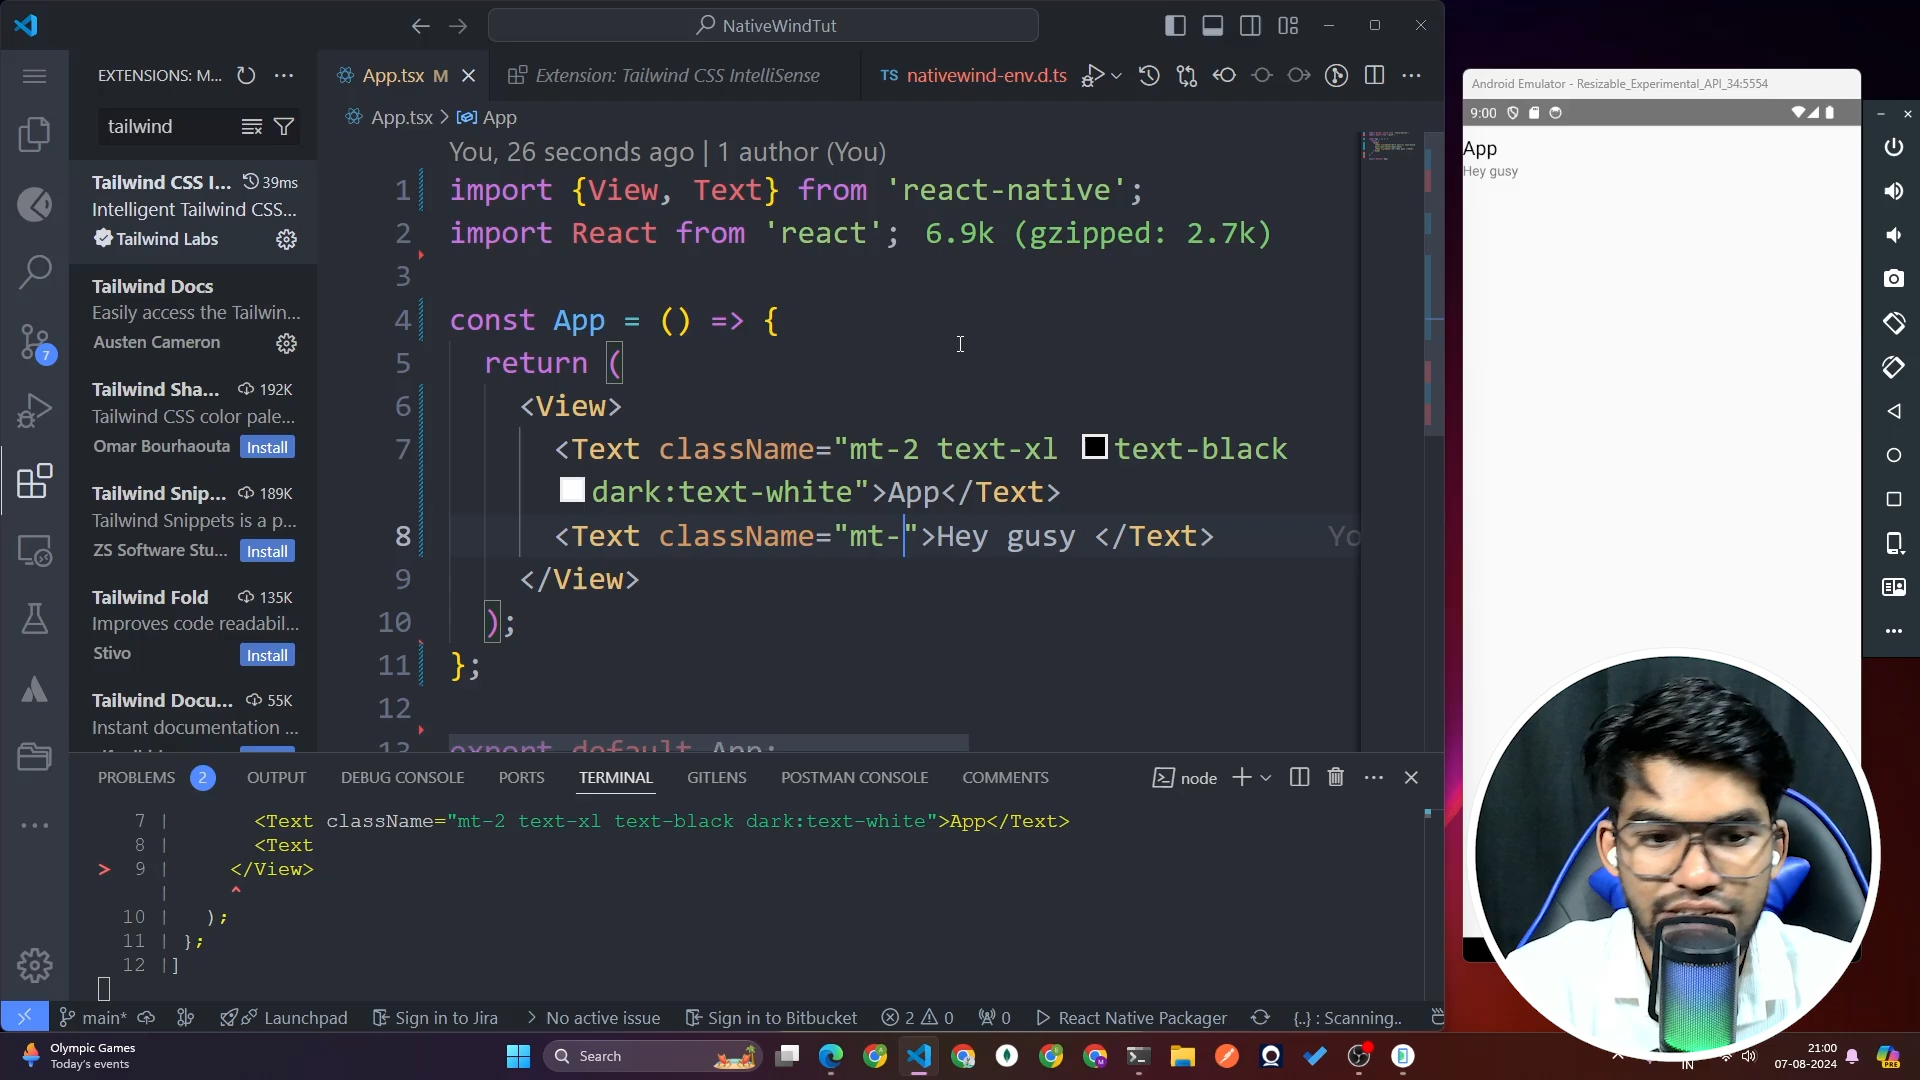 NativeWindTut
EXTENSIONS: M...
tailwind
Tailwind CSS I...
39ms
Intelligent Tailwind CSS...
Tailwind Labs
Tailwind Docs
Easily access the Tailwin...
Austen Cameron
Tailwind Sha...
192K
Tailwind CSS color pale...
Omar Bourhaouta
Install
Tailwind Snip...
189K
Tailwind Snippets is a p...
ZS Software Stu...
Install
Tailwind Fold
135K
Improves code readabil...
Stivo
Install
Tailwind Docu...
55K
Instant documentation ...
7
App.tsx M
Extension: Tailwind CSS IntelliSense
TS nativewind-env.d.ts
App.tsx > App
You, 26 seconds ago | 1 author (You)
1 import {View, Text} from 'react-native';
2 import React from 'react'; 6.9k (gzipped: 2.7k)
3
4 const App = () => {
5 return (
6 <View>
7 <Text className="mt-2 text-xl text-black
dark:text-white">App</Text>
8 <Text className="mt-">Hey gusy </Text> Yo
9 </View>
10 );
11 };
12
13 export default App;
PROBLEMS 2 OUTPUT DEBUG CONSOLE PORTS TERMINAL GITLENS POSTMAN CONSOLE COMMENTS
node
7 | <Text className="mt-2 text-xl text-black dark:text-white">App</Text>
8 | <Text
> 9 | </View>
| ^
10 | );
11 | };
12 |]
main* Launchpad Sign in to Jira No active issue Sign in to Bitbucket 2 0 0 React Native Packager {..} : Scanning..
Android Emulator - Resizable_Experimental_API_34:5554
9:00
App
Hey gusy
Olympic Games
Today's events
Search
IN
21:00
07-08-2024
PRE